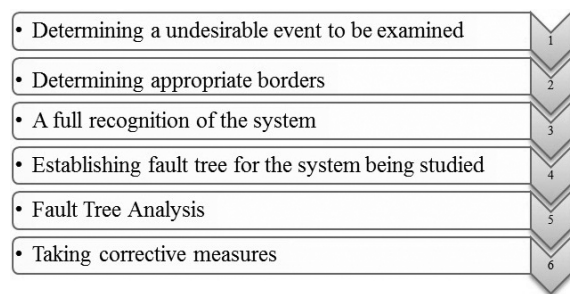 • Determining a undesirable event to be examined
1
• Determining appropriate borders
2
• A full recognition of the system
3
• Establishing fault tree for the system being studied
4
• Fault Tree Analysis
5
• Taking corrective measures
6